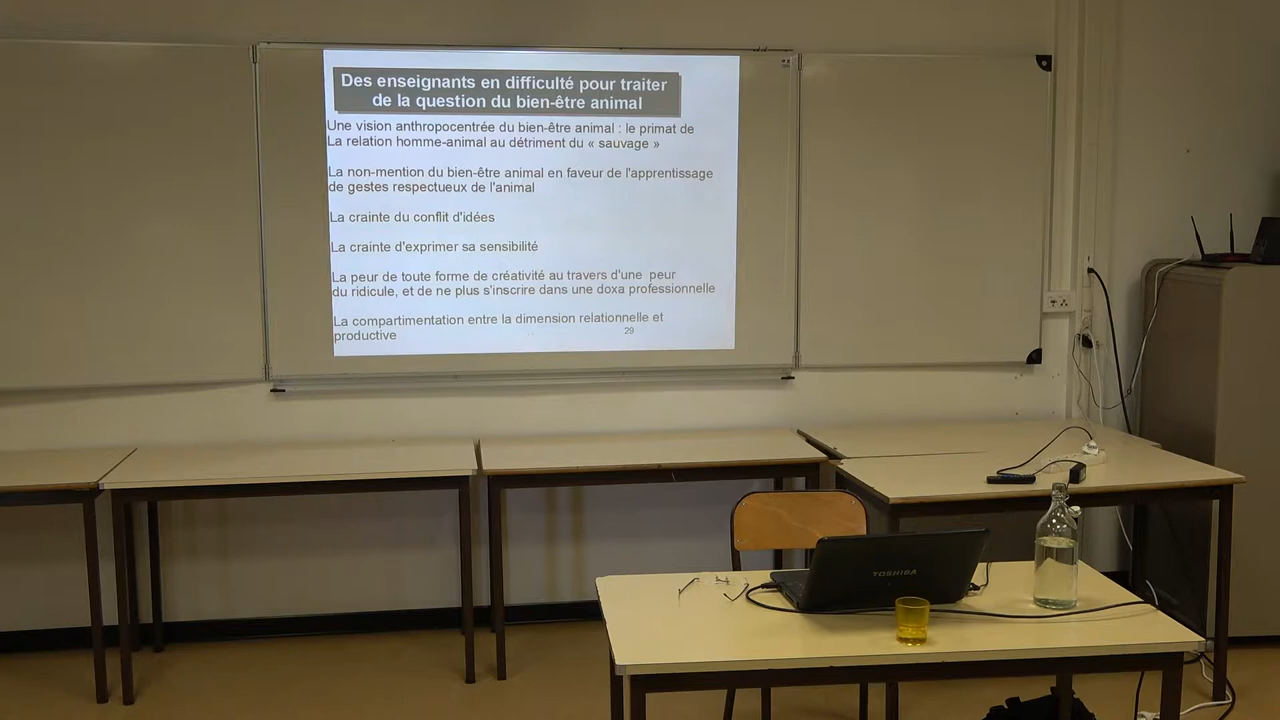 Des enseignants en difficulté pour traiter
de la question du bien-être animal
Une vision anthropocentrée du bien-être animal : le primat de
La relation homme-animal au détriment du « sauvage »
La non-mention du bien-être animal en faveur de l'apprentissage
de gestes respectueux de l'animal
La crainte du conflit d'idées
La crainte d'exprimer sa sensibilité
La peur de toute forme de créativité au travers d'une peur
du ridicule, et de ne plus s'inscrire dans une doxa professionnelle
La compartimentation entre la dimension relationnelle et
productive
29
TOSHIBA